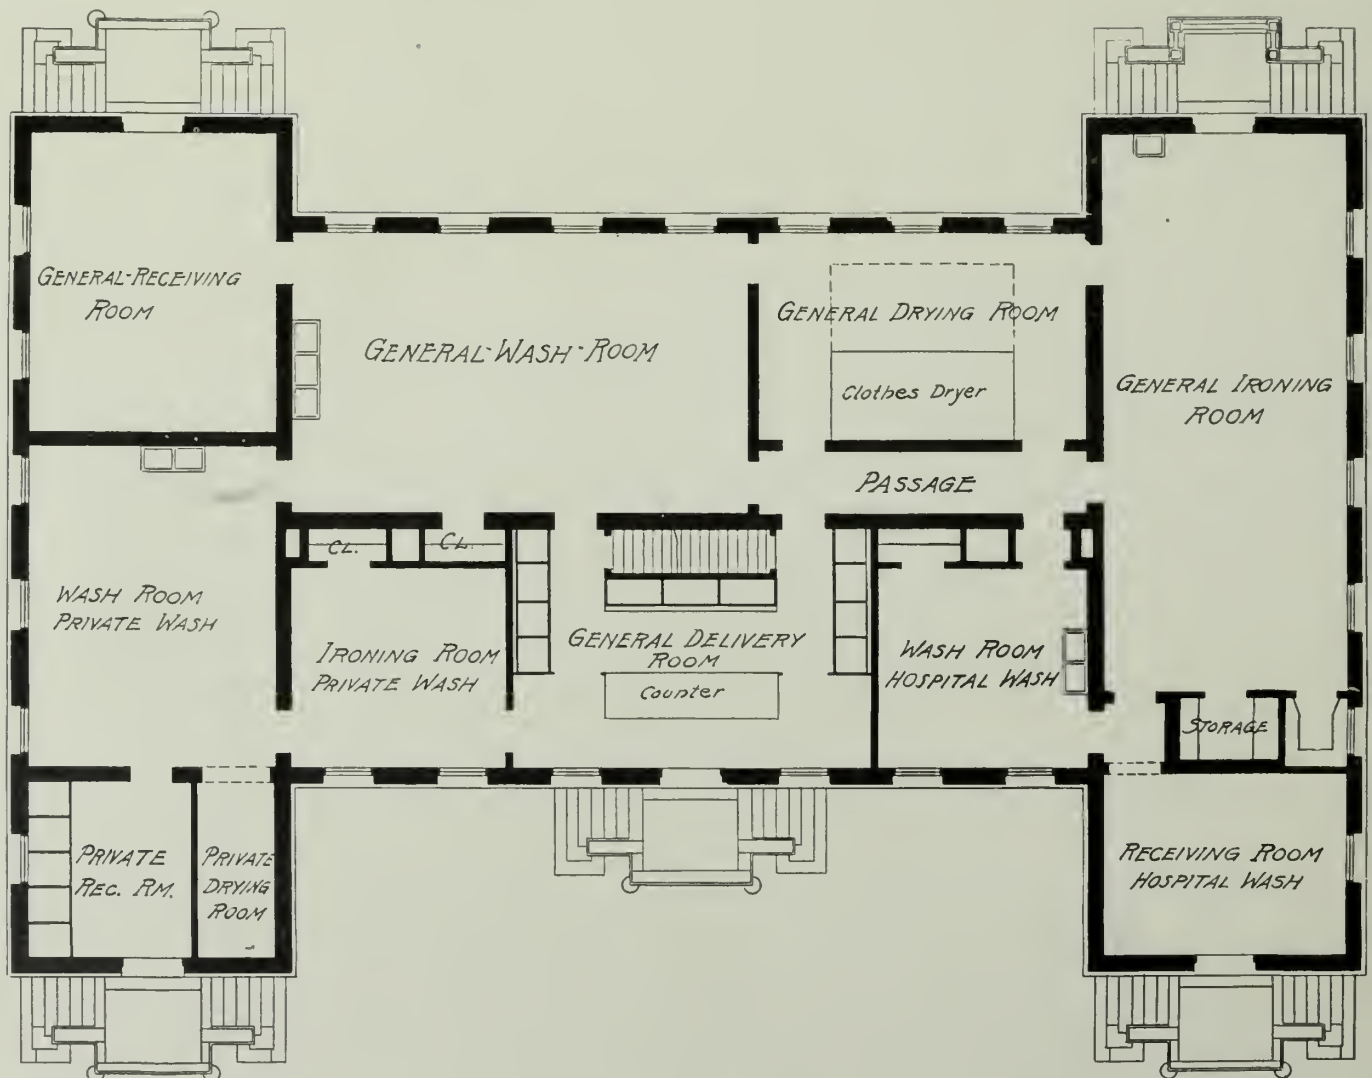 GENERAL-RECEIVING
ROOM
GENERAL-WASH-ROOM
GENERAL DRYING ROOM
Clothes Dryer
GENERAL IRONING
ROOM
PASSAGE
CL.
CL.
WASH ROOM
PRIVATE WASH
IRONING ROOM
PRIVATE WASH
GENERAL DELIVERY
ROOM
Counter
WASH ROOM
HOSPITAL WASH
STORAGE
PRIVATE
REC. RM.
PRIVATE
DRYING
ROOM
RECEIVING ROOM
HOSPITAL WASH